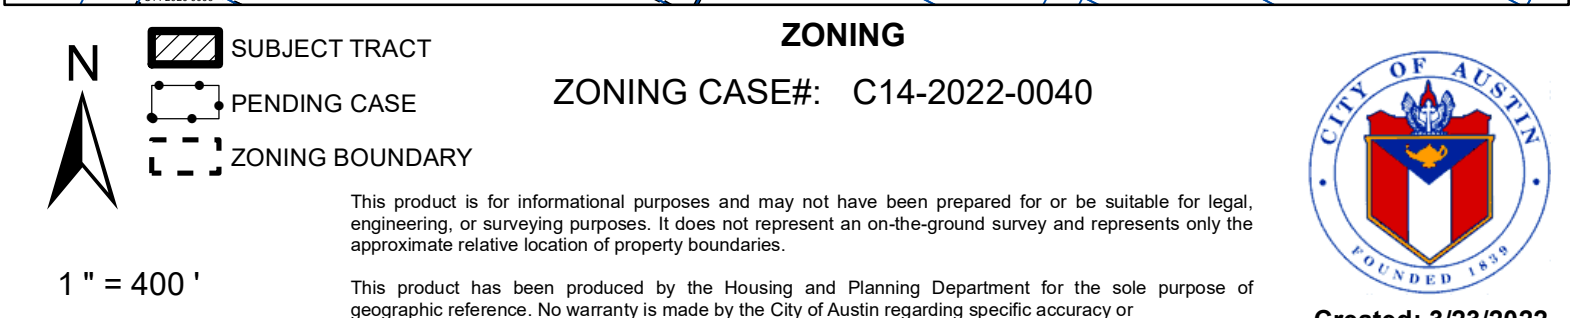 ZONING
ZONING CASE#: C14-2022-0040
N
SUBJECT TRACT
PENDING CASE
ZONING BOUNDARY
1 " = 400 '
This product is for informational purposes and may not have been prepared for or be suitable for legal,
engineering, or surveying purposes. It does not represent an on-the-ground survey and represents only the
approximate relative location of property boundaries.
This product has been produced by the Housing and Planning Department for the sole purpose of
geographic reference. No warranty is made by the City of Austin regarding specific accuracy or
CITY OF AUSTIN
FOUNDED 1839
Created: 3/23/2022